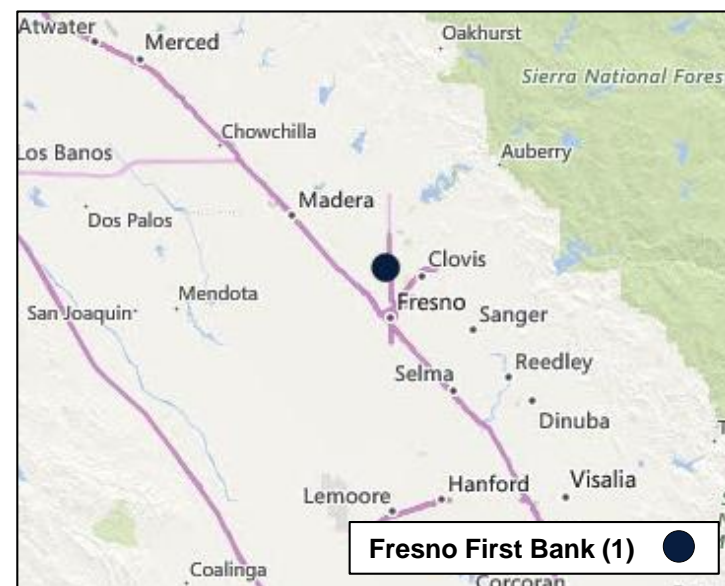 Oakhurst
Atwater
Merced
Sierra National Fores
Chowchilla
Los Banos
Auberry
Madera
Dos Palos
Clovis
Mendota
Fresno
San Joaquin
Sanger
Reedley
Selma
Dinuba
Hanford
Visalia
Lemoore
Fresno First Bank (1)
Coalinga
Corcoran